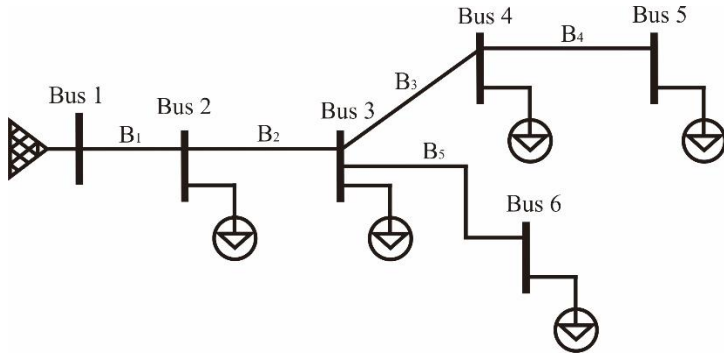 Bus 4
Bus 5
B₄
B₃
Bus 1
Bus 2
Bus 3
B₁
B₂
B₅
Bus 6